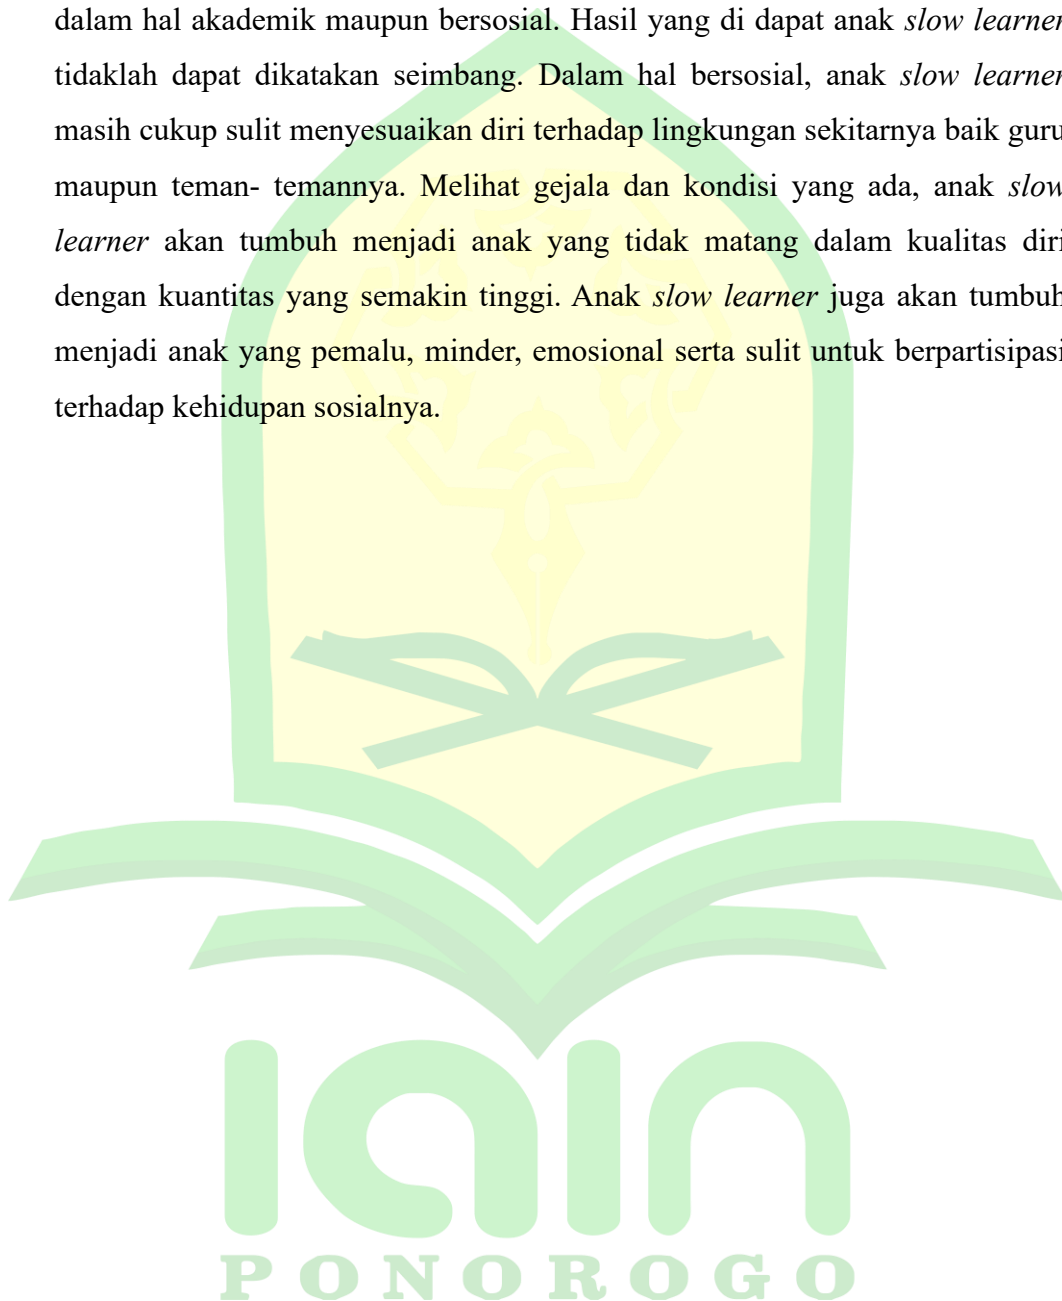 dalam hal akademik maupun bersosial. Hasil yang di dapat anak slow learner
tidaklah dapat dikatakan seimbang. Dalam hal bersosial, anak slow learner
masih cukup sulit menyesuaikan diri terhadap lingkungan sekitarnya baik guru
maupun teman- temannya. Melihat gejala dan kondisi yang ada, anak slow
learner akan tumbuh menjadi anak yang tidak matang dalam kualitas diri
dengan kuantitas yang semakin tinggi. Anak slow learner juga akan tumbuh
menjadi anak yang pemalu, minder, emosional serta sulit untuk berpartisipasi
terhadap kehidupan sosialnya.
IAIN
PONOROGO